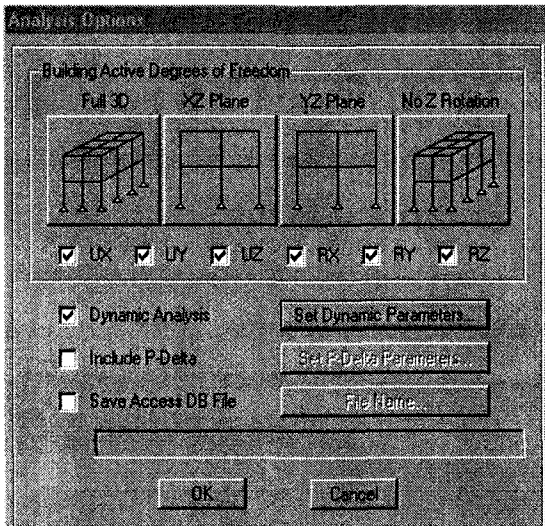 Analysis Options
Building Active Degrees of Freedom
Full 3D XZ Plane YZ Plane No Z Rotation
UX UY UZ RX RY RZ
Dynamic Analysis Set Dynamic Parameters...
Include P-Delta Set P-Delta Parameters...
Save Access DB File File Name...
OK Cancel